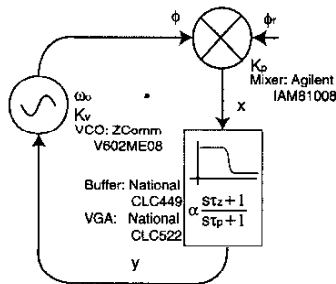 ϕ
ϕr
Kp
Mixer: Agilent
IAM81008
x
ωo
Kv
VCO: ZComm
V602ME08
Buffer: National
CLC449
VGA: National
CLC522
α sτz+1
sτp+1
y